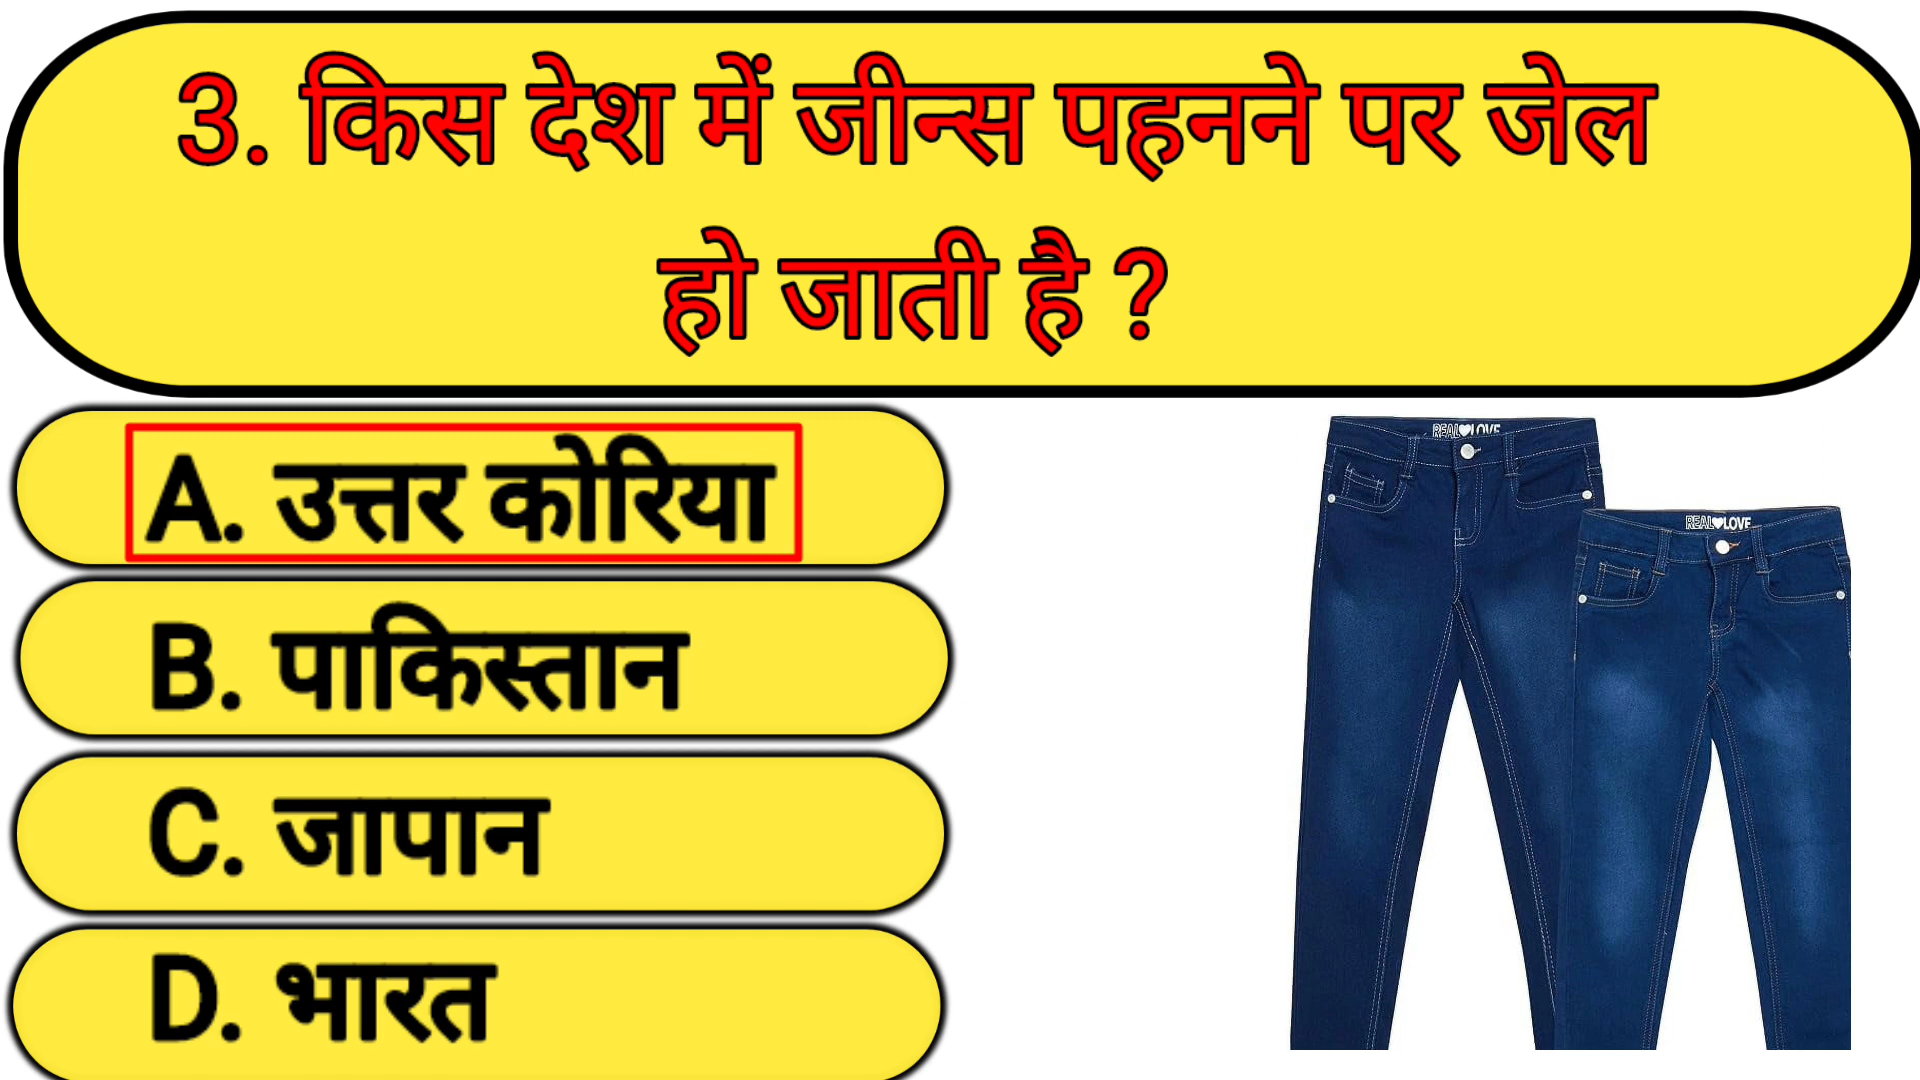 3. किस देश में जीन्स पहनने पर जेल
हो जाती है ?
A. उत्तर कोरिया
B. पाकिस्तान
C. जापान
D. भारत
REAL♥LOVE
REAL♥LOVE